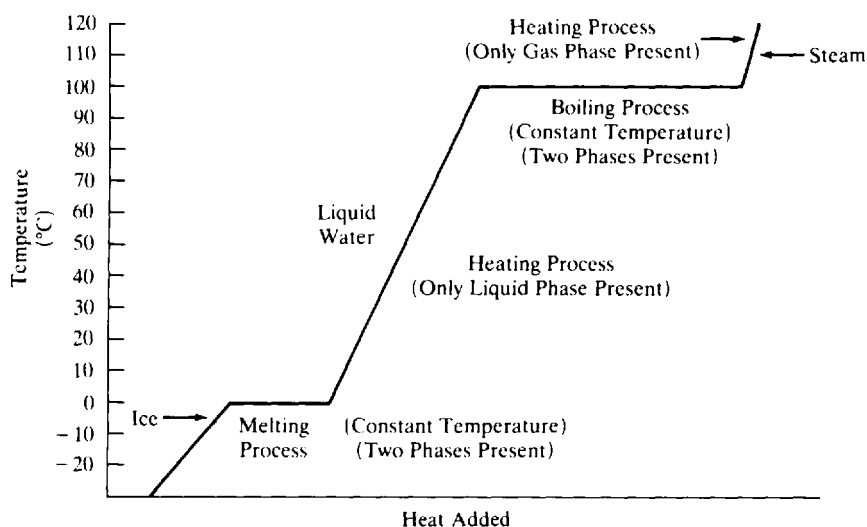 120
110
100
90
80
70
60
50
40
30
20
10
0
- 10
- 20
Temperature
(°C)
Heating Process
(Only Gas Phase Present)
Steam
Boiling Process
(Constant Temperature)
(Two Phases Present)
Liquid
Water
Heating Process
(Only Liquid Phase Present)
Ice
Melting
Process
(Constant Temperature)
(Two Phases Present)
Heat Added